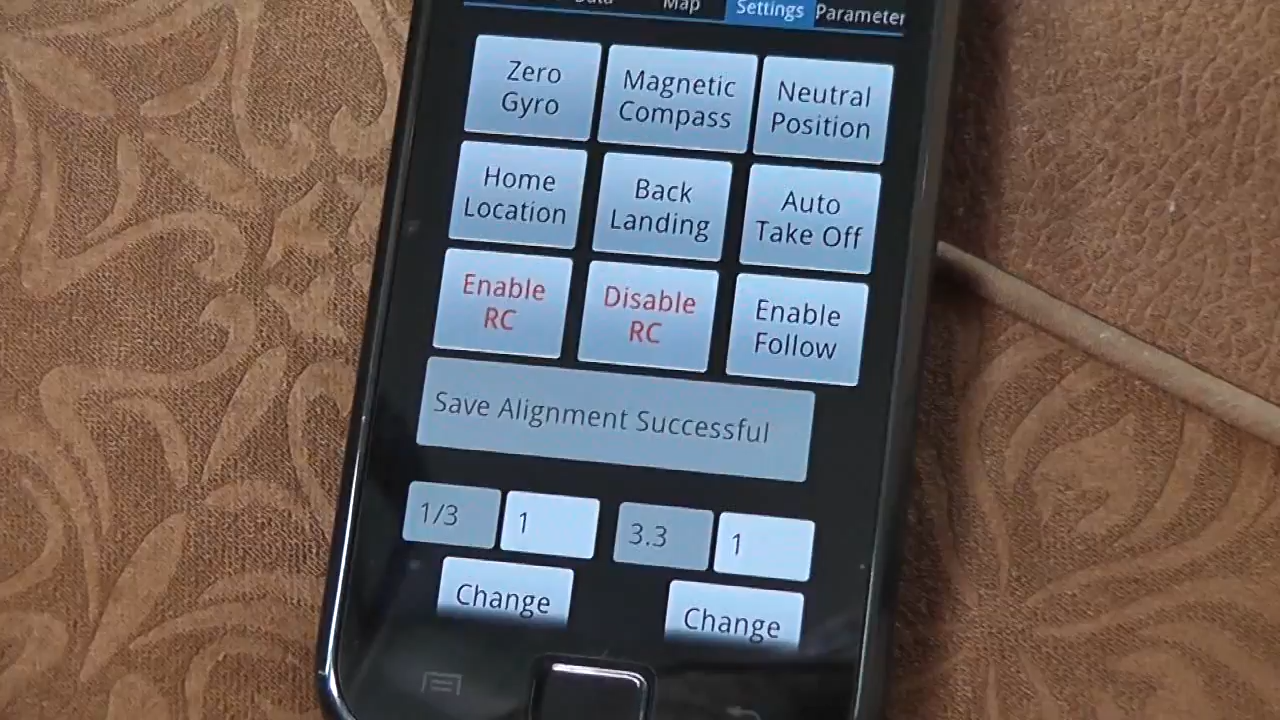 Data Map Settings Parameter
Zero
Gyro
Magnetic
Compass
Neutral
Position
Home
Location
Back
Landing
Auto
Take Off
Enable
RC
Disable
RC
Enable
Follow
Save Alignment Successful
1/3 1 3.3 1
Change Change